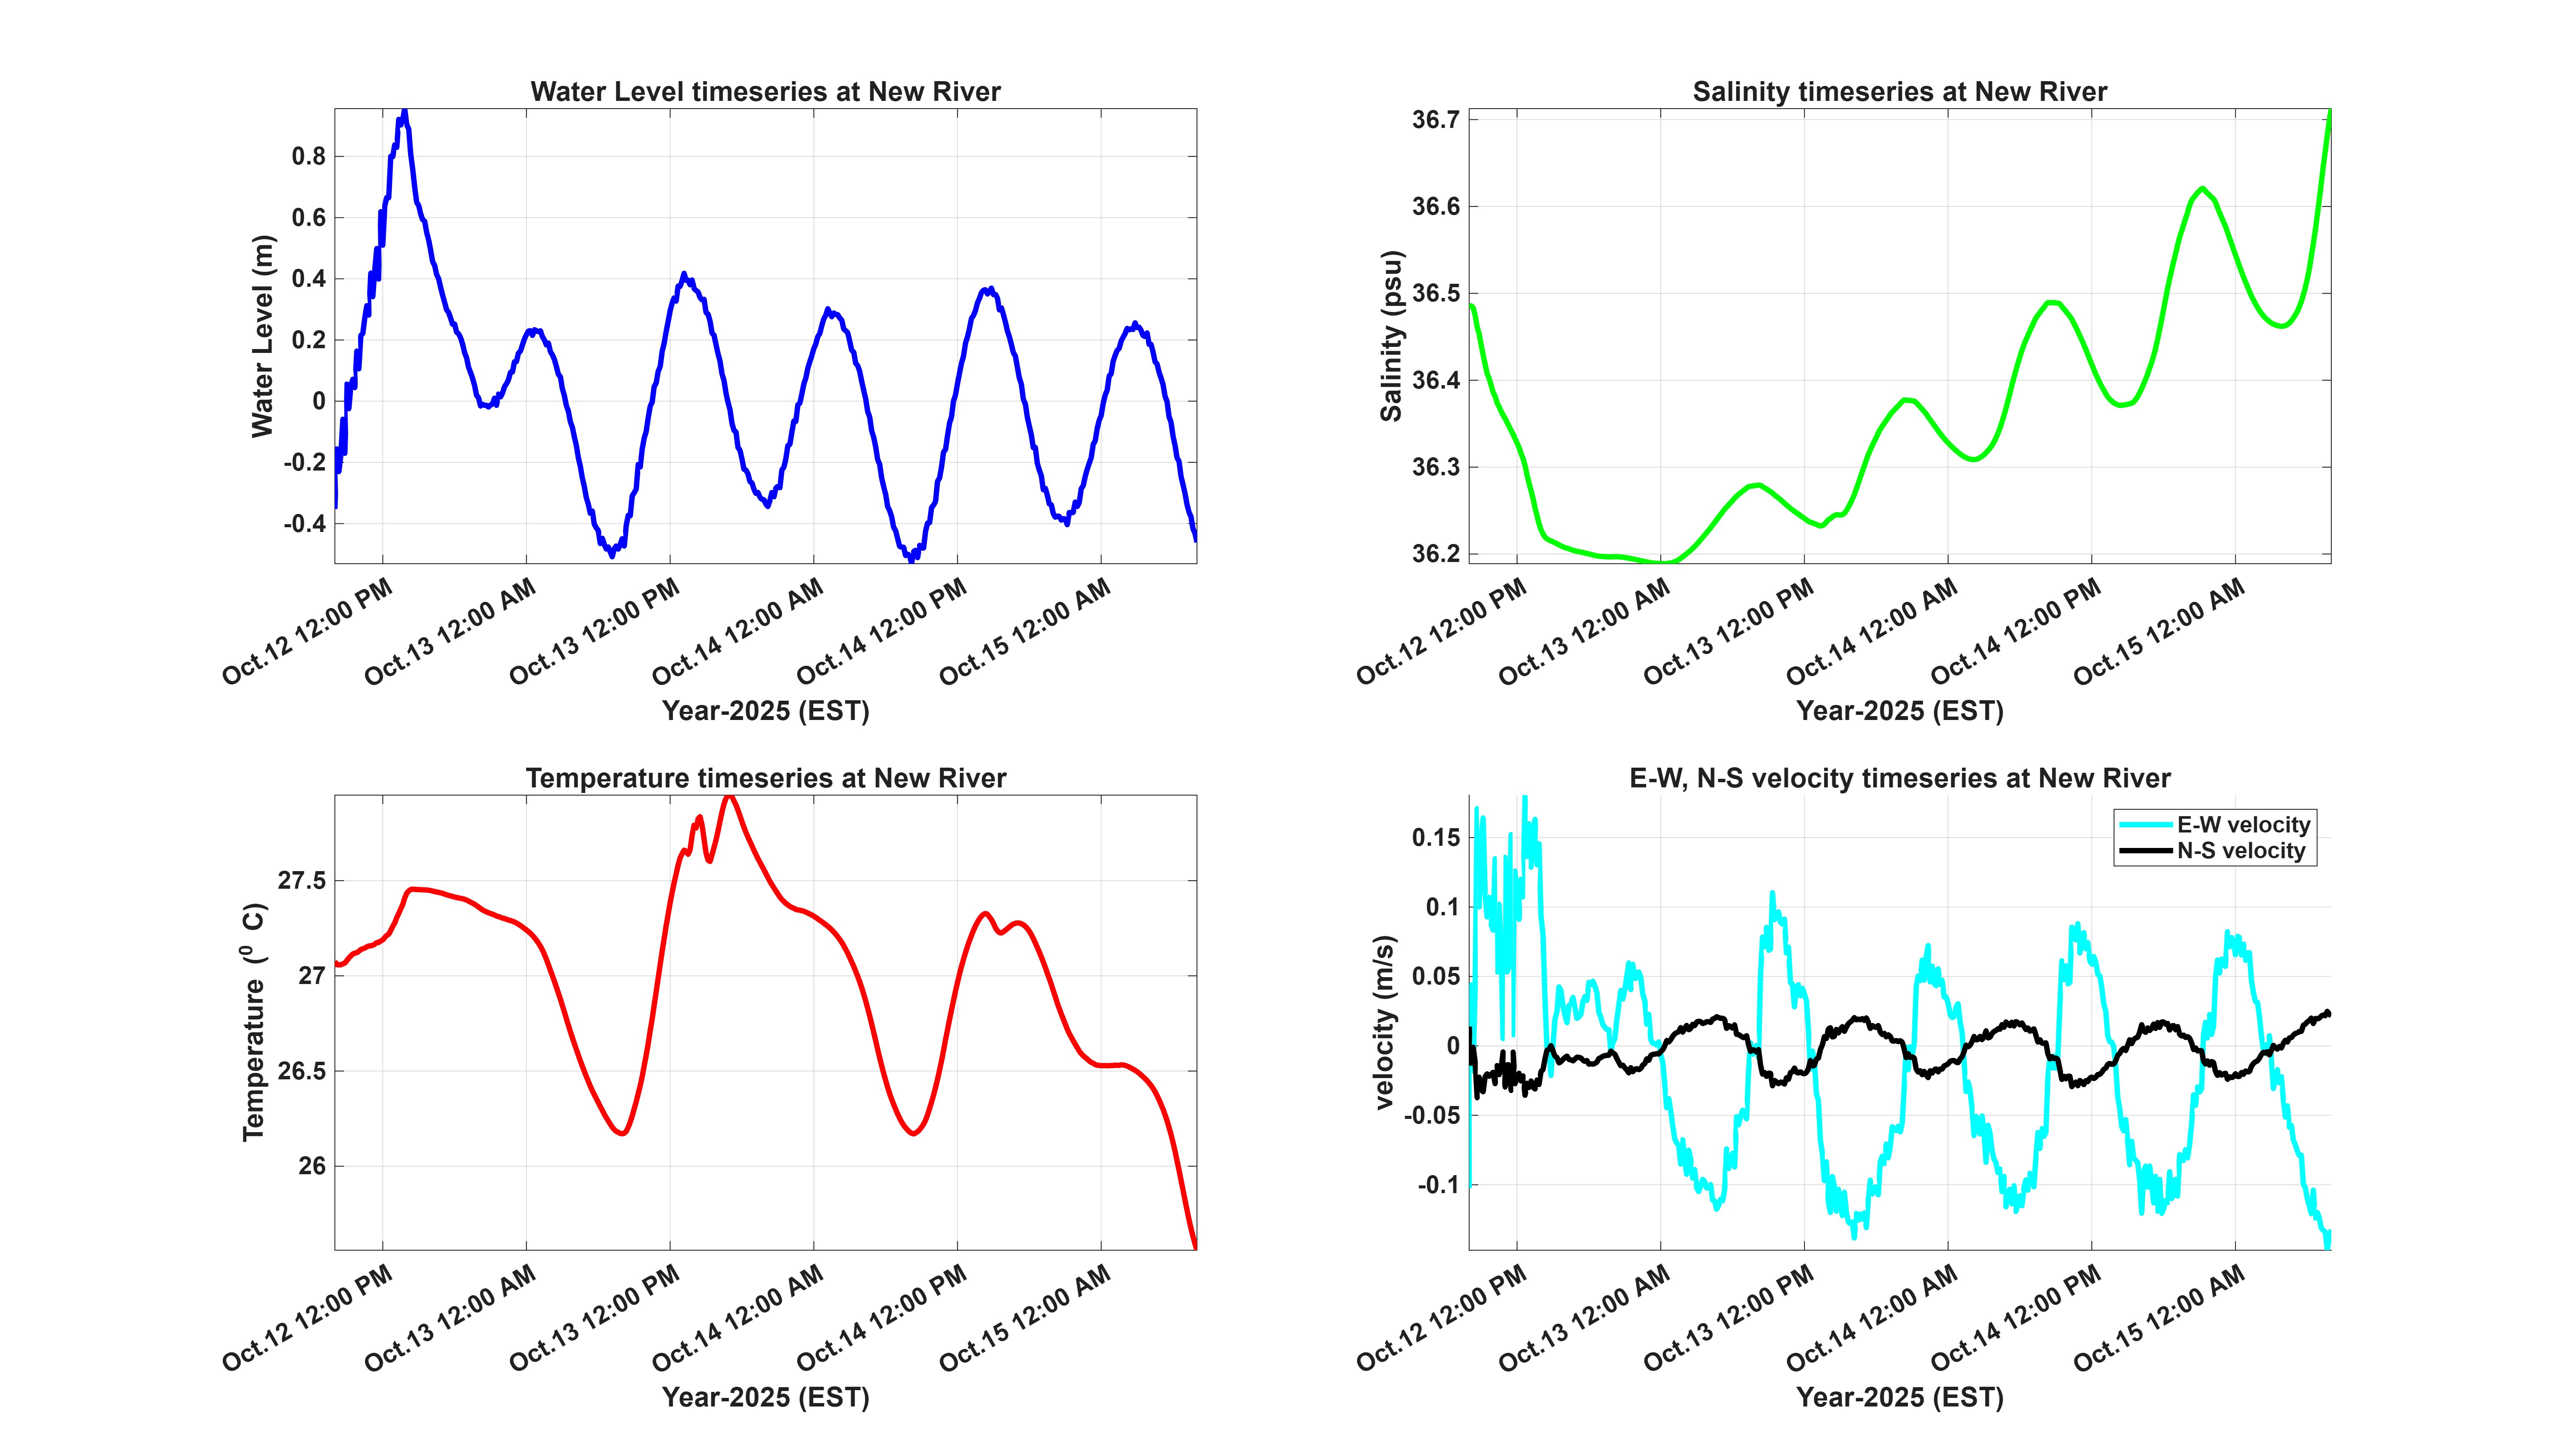 Water Level timeseries at New River
Water Level (m)
0.8
0.6
0.4
0.2
0
-0.2
-0.4
Oct.12 12:00 PM
Oct.13 12:00 AM
Oct.13 12:00 PM
Oct.14 12:00 AM
Oct.14 12:00 PM
Oct.15 12:00 AM
Year-2025 (EST)
Salinity timeseries at New River
Salinity (psu)
36.7
36.6
36.5
36.4
36.3
36.2
Oct.12 12:00 PM
Oct.13 12:00 AM
Oct.13 12:00 PM
Oct.14 12:00 AM
Oct.14 12:00 PM
Oct.15 12:00 AM
Year-2025 (EST)
Temperature timeseries at New River
Temperature (⁰ C)
27.5
27
26.5
26
Oct.12 12:00 PM
Oct.13 12:00 AM
Oct.13 12:00 PM
Oct.14 12:00 AM
Oct.14 12:00 PM
Oct.15 12:00 AM
Year-2025 (EST)
E-W, N-S velocity timeseries at New River
velocity (m/s)
0.15
0.1
0.05
0
-0.05
-0.1
E-W velocity
N-S velocity
Oct.12 12:00 PM
Oct.13 12:00 AM
Oct.13 12:00 PM
Oct.14 12:00 AM
Oct.14 12:00 PM
Oct.15 12:00 AM
Year-2025 (EST)